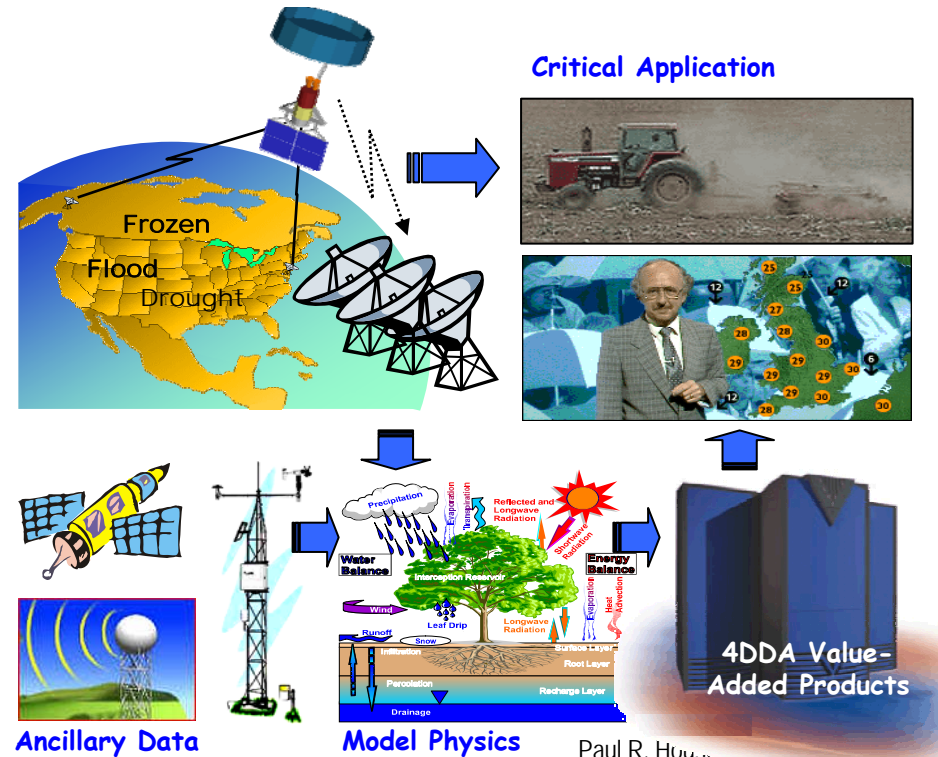 Critical Application
Frozen
Flood
Drought
25
12
25
12
27
28
28
30
29
29
30
6
29
29
29
30
12
28
30
Precipitation
Evaporation
Transpiration
Reflected and
Longwave
Radiation
Shortwave
Radiation
Water
Balance
Energy
Balance
Interception Reservoir
Wind
Leaf Drip
Longwave
Radiation
Evaporation
Heat
Advection
Runoff
Snow
Infiltration
Surface Layer
Root Layer
Percolation
Recharge Layer
Drainage
4DDA Value-
Added Products
Ancillary Data
Model Physics
Paul R.